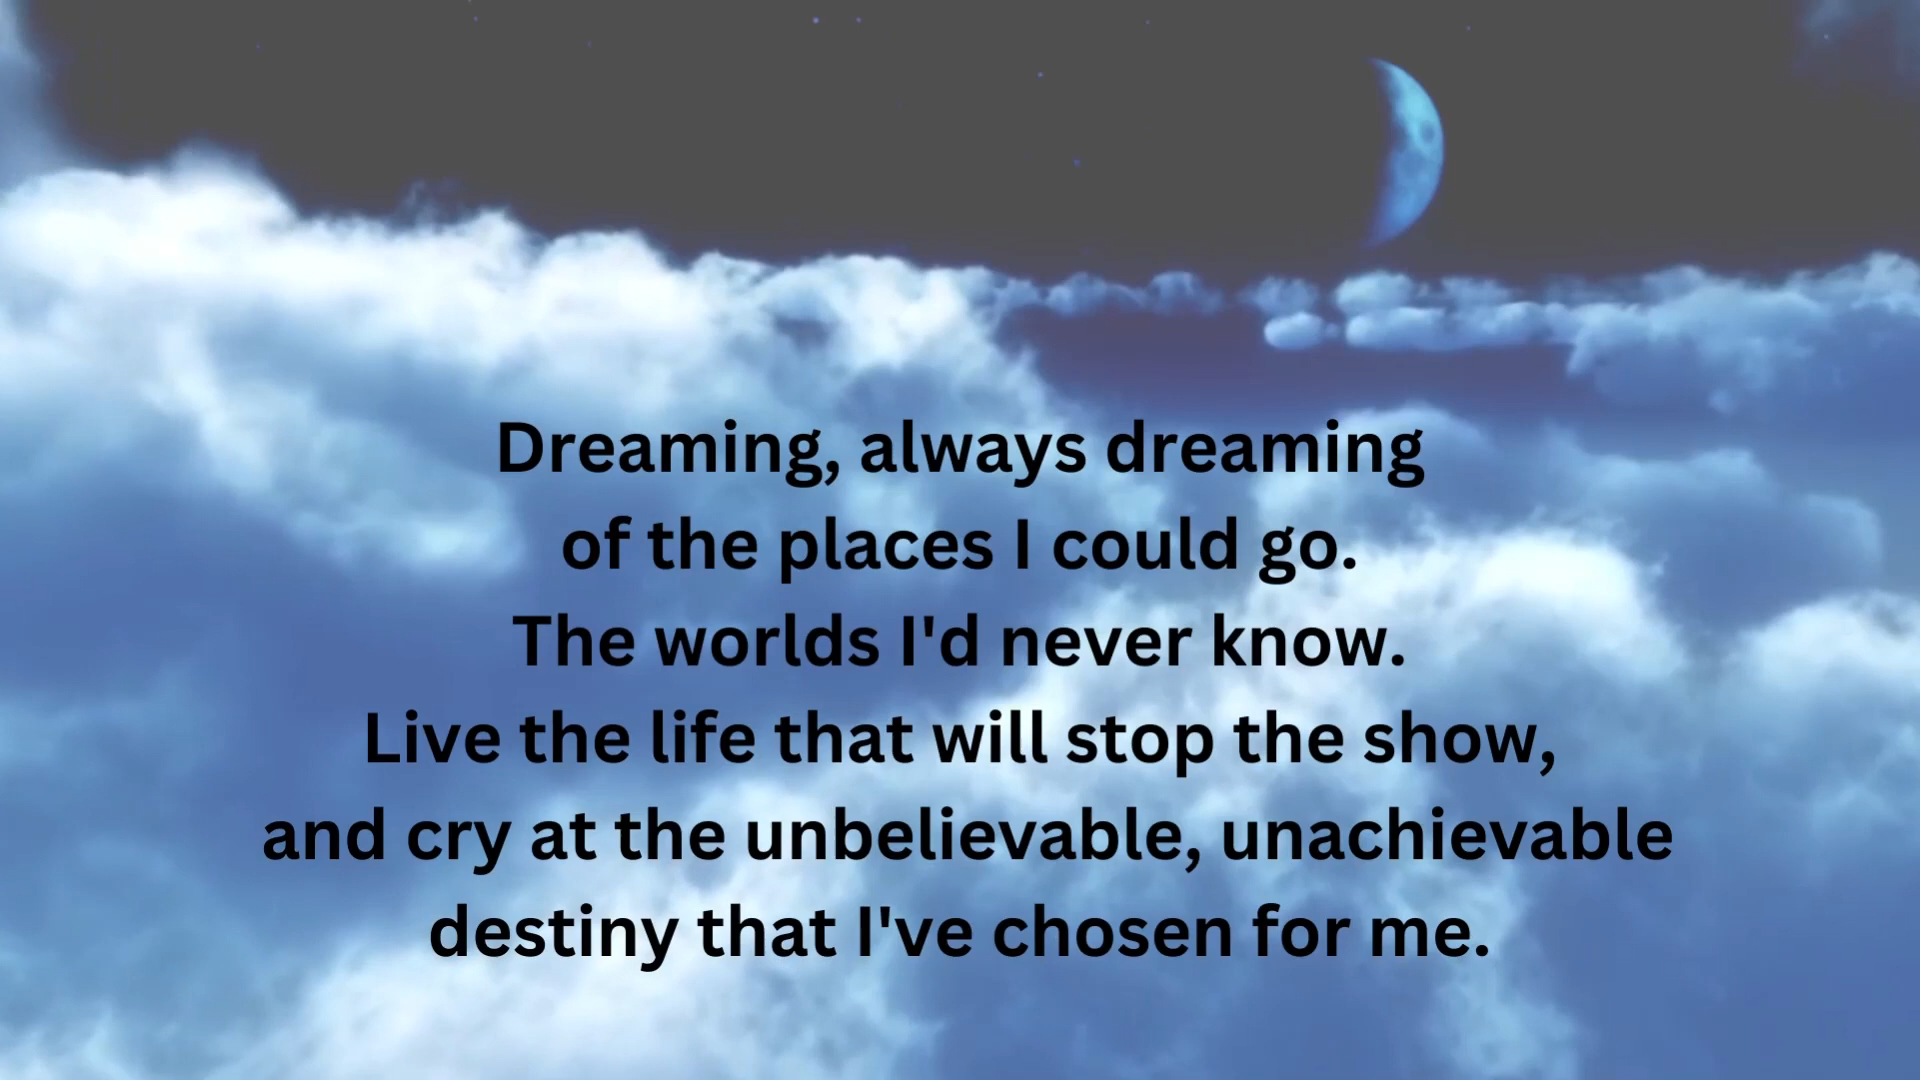 Dreaming, always dreaming
of the places I could go.
The worlds I'd never know.
Live the life that will stop the show,
and cry at the unbelievable, unachievable
destiny that I've chosen for me.